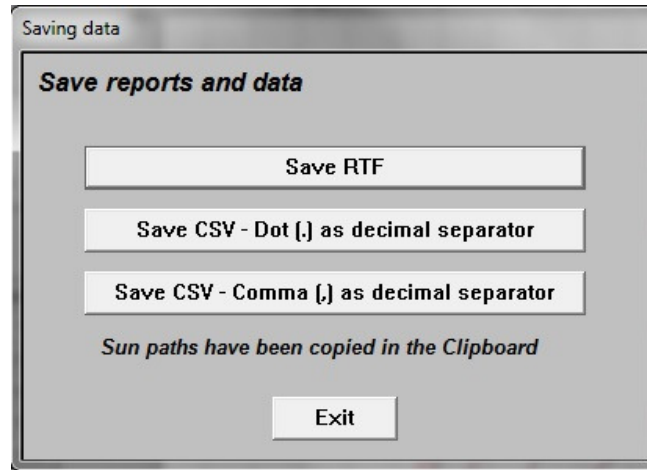 Saving data
Save reports and data
Save RTF
Save CSV - Dot (.) as decimal separator
Save CSV - Comma (,) as decimal separator
Sun paths have been copied in the Clipboard
Exit